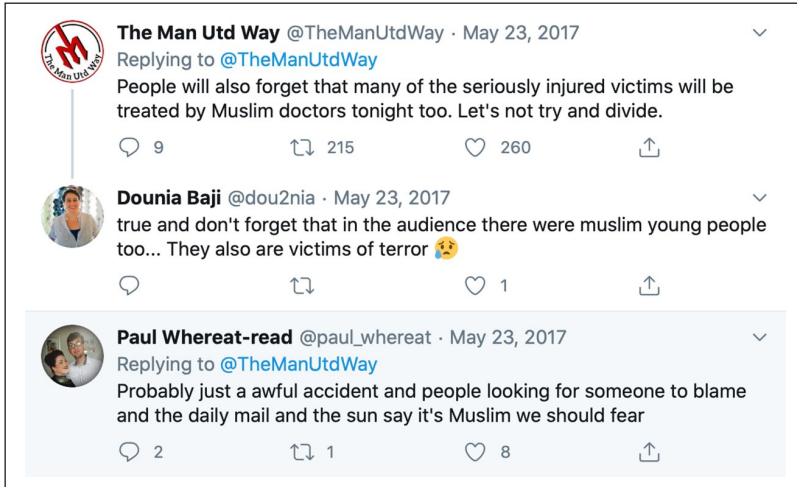 The Man Utd Way
The Man Utd Way @TheManUtdWay · May 23, 2017
Replying to @TheManUtdWay
People will also forget that many of the seriously injured victims will be
treated by Muslim doctors tonight too. Let's not try and divide.
9 215 260
Dounia Baji @dou2nia · May 23, 2017
true and don't forget that in the audience there were muslim young people
too... They also are victims of terror 😥
1
Paul Whereat-read @paul_whereat · May 23, 2017
Replying to @TheManUtdWay
Probably just a awful accident and people looking for someone to blame
and the daily mail and the sun say it's Muslim we should fear
2 1 8